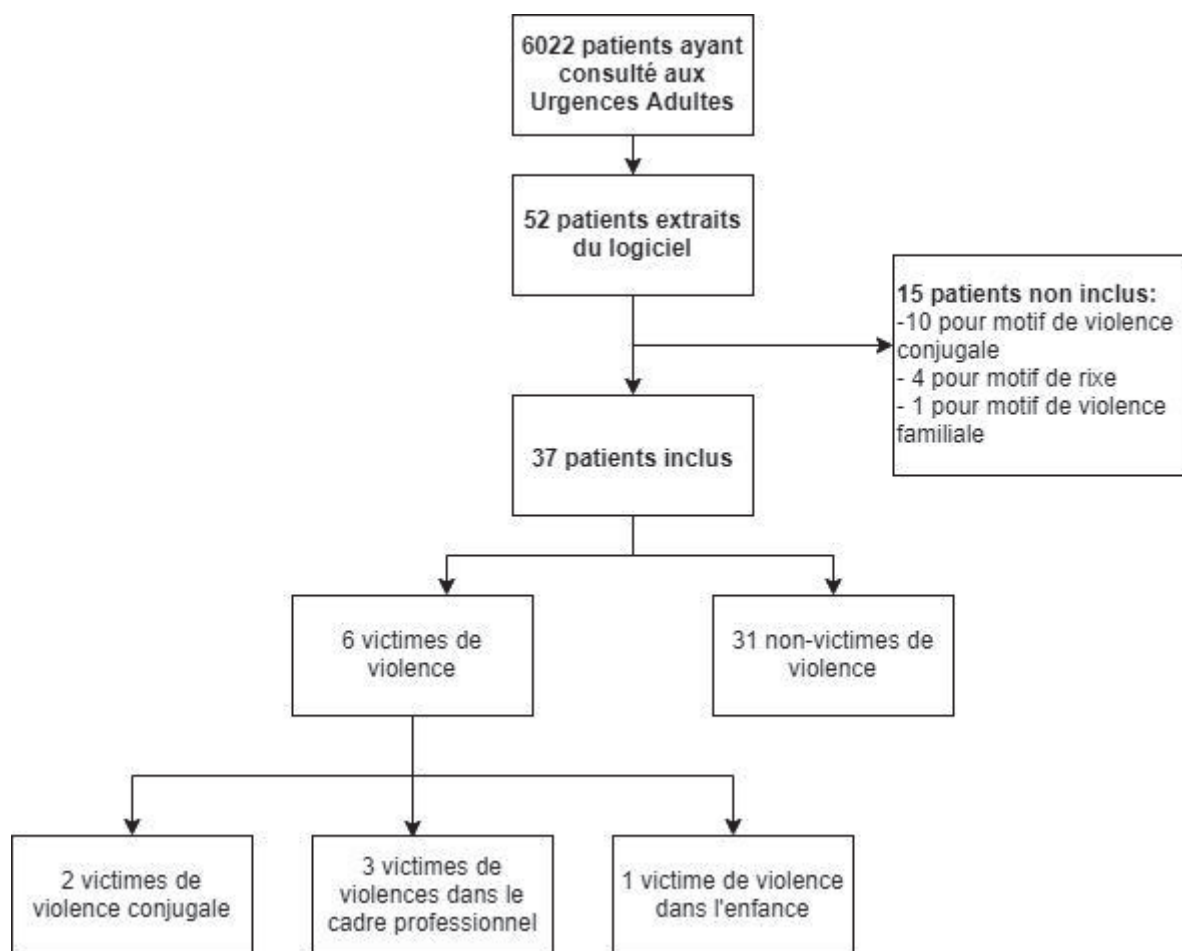 6022 patients ayant
consulté aux
Urgences Adultes
52 patients extraits
du logiciel
15 patients non inclus:
-10 pour motif de violence
conjugale
- 4 pour motif de rixe
- 1 pour motif de violence
familiale
37 patients inclus
6 victimes de
violence
31 non-victimes de
violence
2 victimes de
violence conjugale
3 victimes de
violences dans le
cadre professionnel
1 victime de violence
dans l'enfance